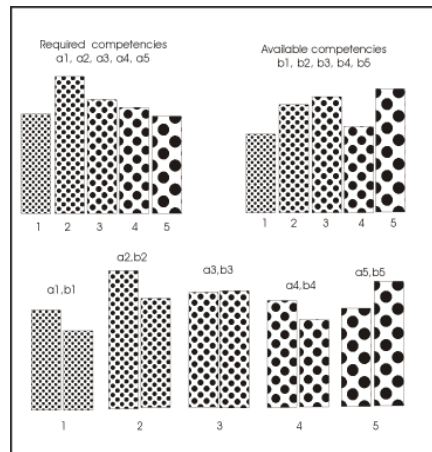 Required competencies
a1, a2, a3, a4, a5
Available competencies
b1, b2, b3, b4, b5
1 2 3 4 5
1 2 3 4 5
a1,b1
a2,b2
a3,b3
a4,b4
a5,b5
1 2 3 4 5